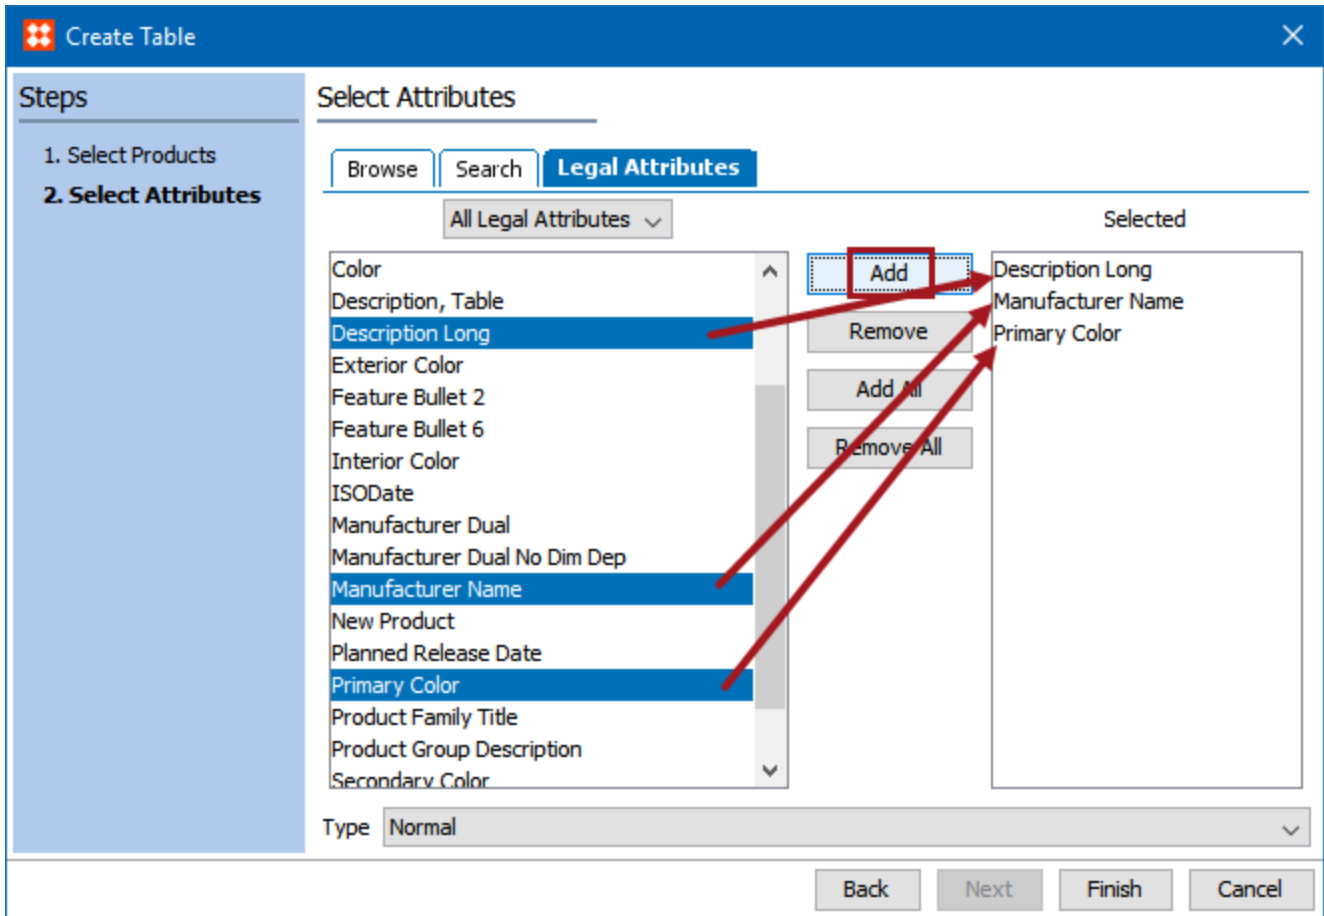 Create Table
Steps
1. Select Products
2. Select Attributes
Select Attributes
Browse
Search
Legal Attributes
All Legal Attributes
Selected
Color
Description, Table
Description Long
Exterior Color
Feature Bullet 2
Feature Bullet 6
Interior Color
ISODate
Manufacturer Dual
Manufacturer Dual No Dim Dep
Manufacturer Name
New Product
Planned Release Date
Primary Color
Product Family Title
Product Group Description
Secondary Color
Add
Remove
Add All
Remove All
Description Long
Manufacturer Name
Primary Color
Type
Normal
Back
Next
Finish
Cancel